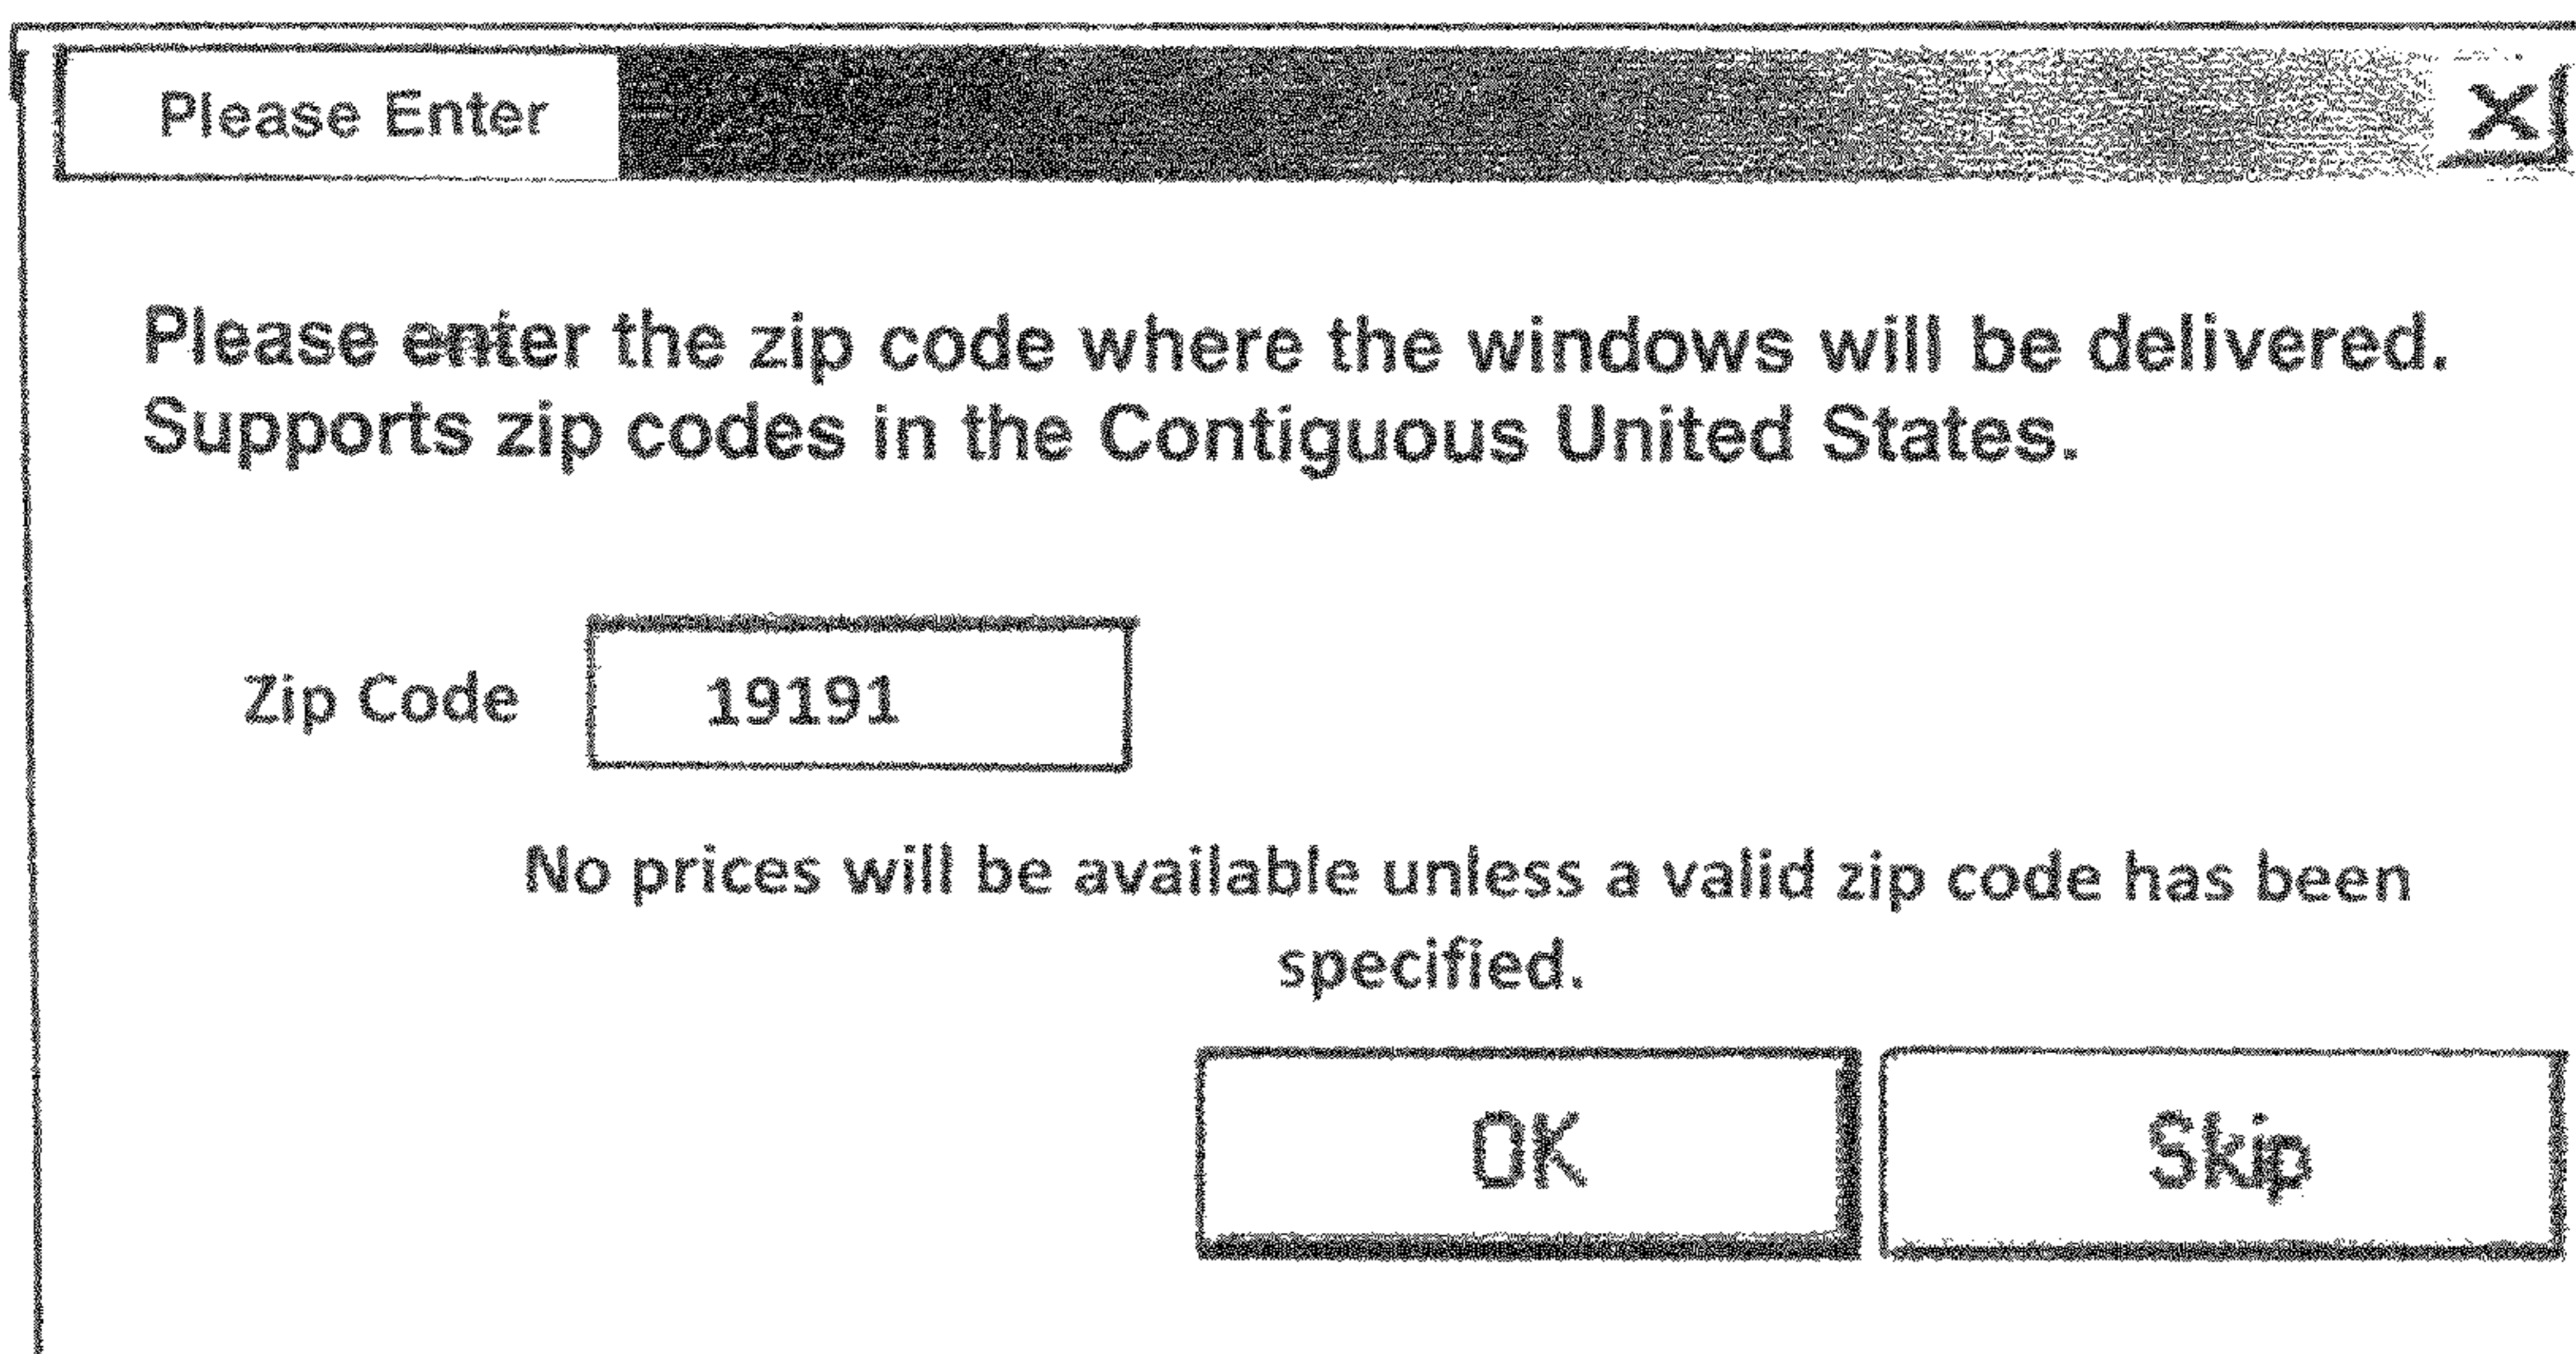 Please Enter
X
Please enter the zip code where the windows will be delivered.
Supports zip codes in the Contiguous United States.
Zip Code 19191
No prices will be available unless a valid zip code has been
specified.
OK Skip